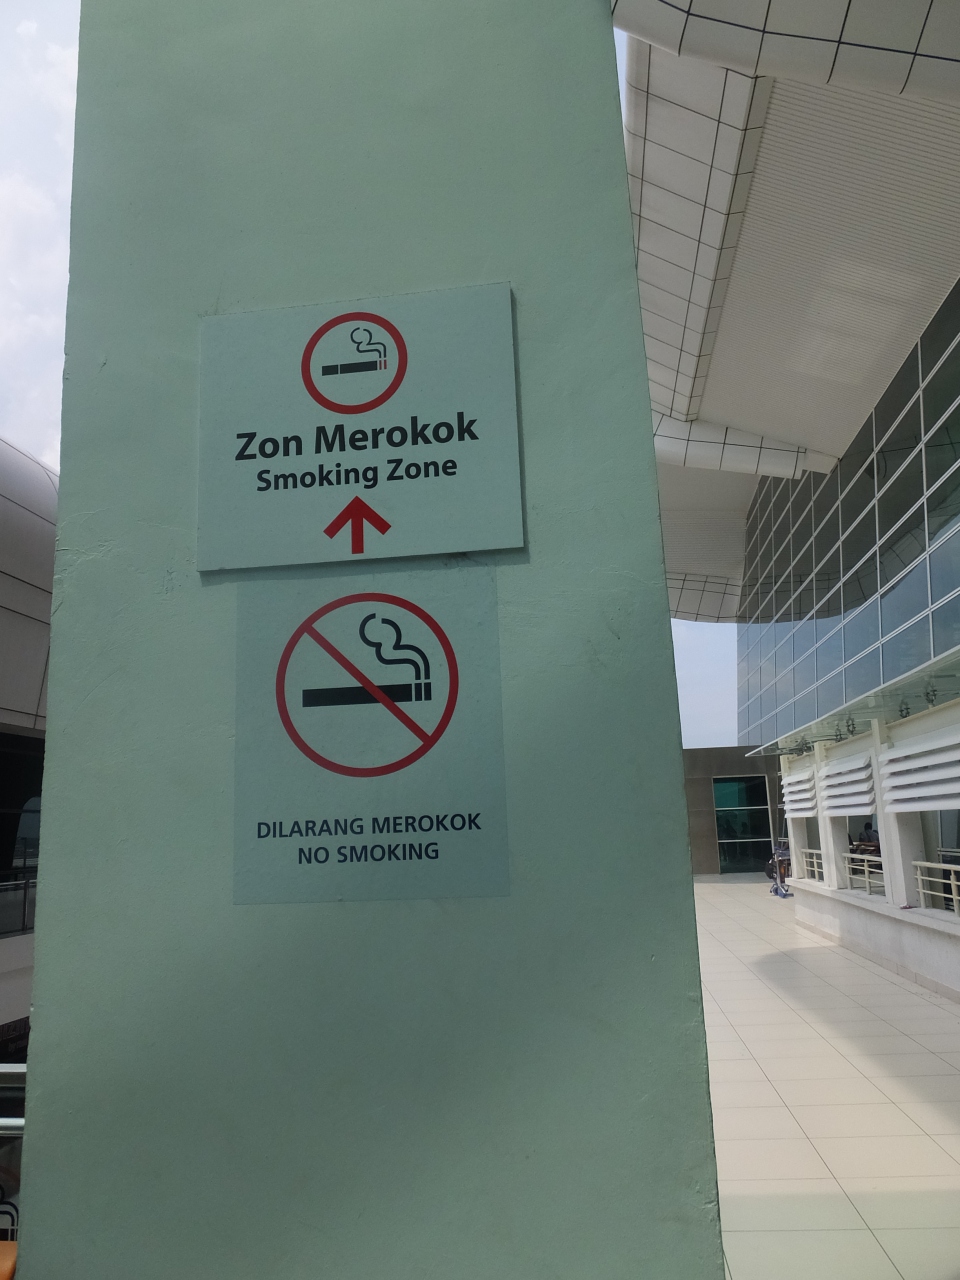 Zon Merokok
Smoking Zone
DILARANG MEROKOK
NO SMOKING